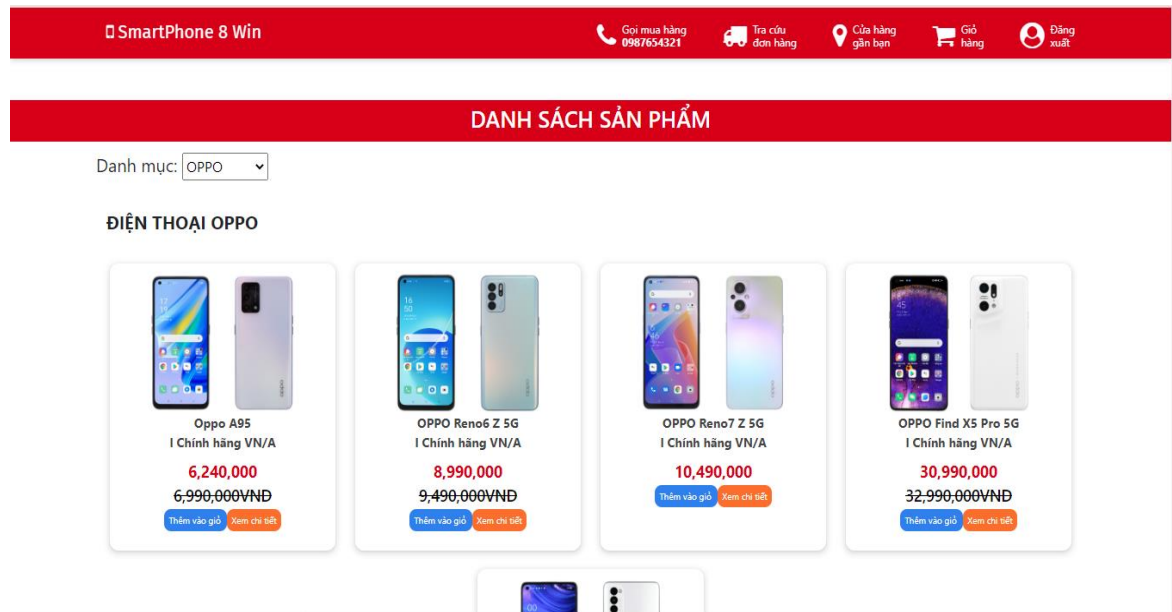 SmartPhone 8 Win
Gọi mua hàng
0987654321
Tra cứu
đơn hàng
Cửa hàng
gần bạn
Giỏ
hàng
Đăng
xuất
DANH SÁCH SẢN PHẨM
Danh mục: OPPO
ĐIỆN THOẠI OPPO
Oppo A95
I Chính hãng VN/A
6,240,000
6,990,000VND
Thêm vào giỏ Xem chi tiết
OPPO Reno6 Z 5G
I Chính hãng VN/A
8,990,000
9,490,000VND
Thêm vào giỏ Xem chi tiết
OPPO Reno7 Z 5G
I Chính hãng VN/A
10,490,000
Thêm vào giỏ Xem chi tiết
OPPO Find X5 Pro 5G
I Chính hãng VN/A
30,990,000
32,990,000VND
Thêm vào giỏ Xem chi tiết